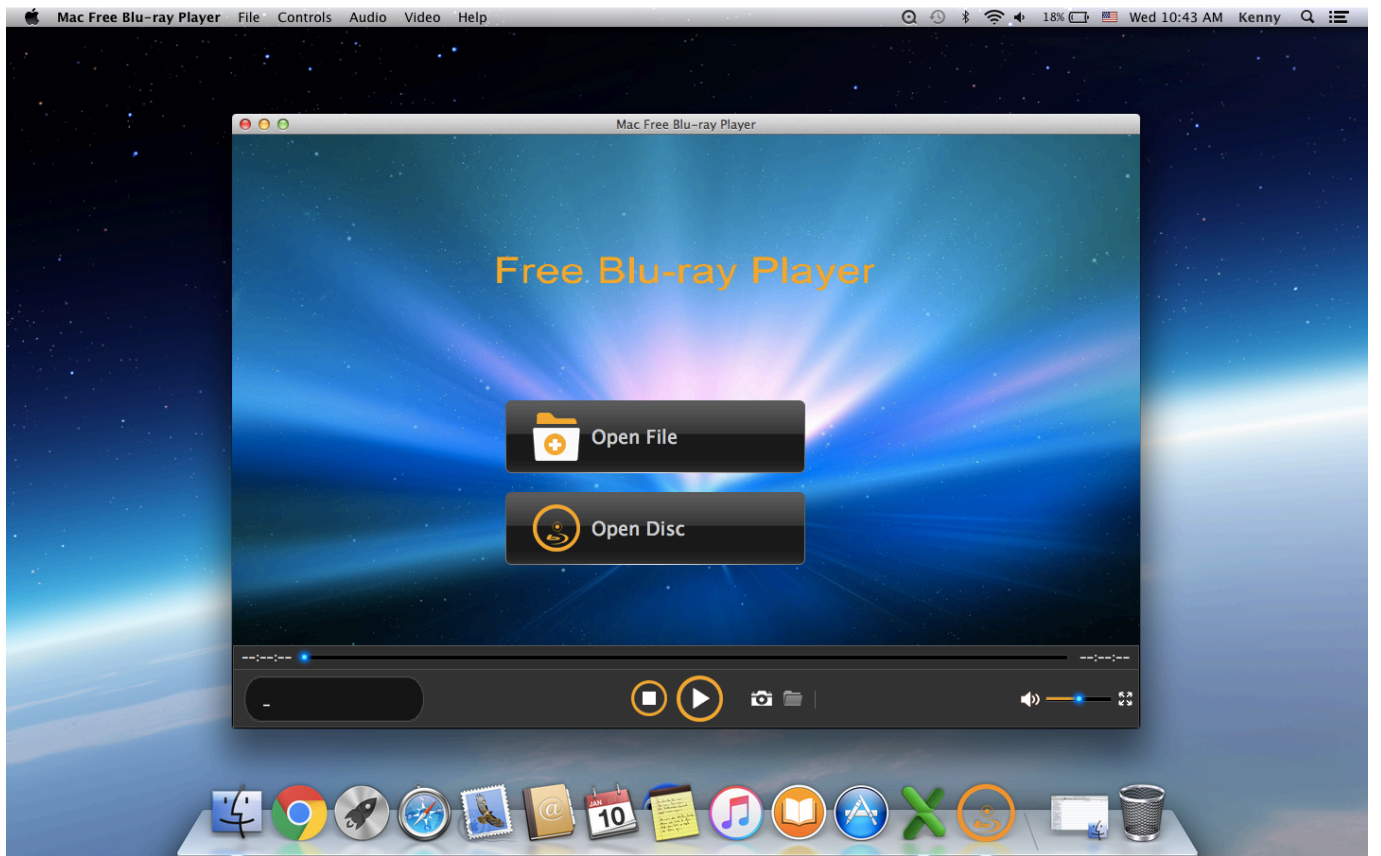 Mac Free Blu-ray Player File Controls Audio Video Help 18% Wed 10:43 AM Kenny
Mac Free Blu-ray Player
Free Blu-ray Player
Open File
Open Disc
--:--:-- --:--:--
–
JAN
10